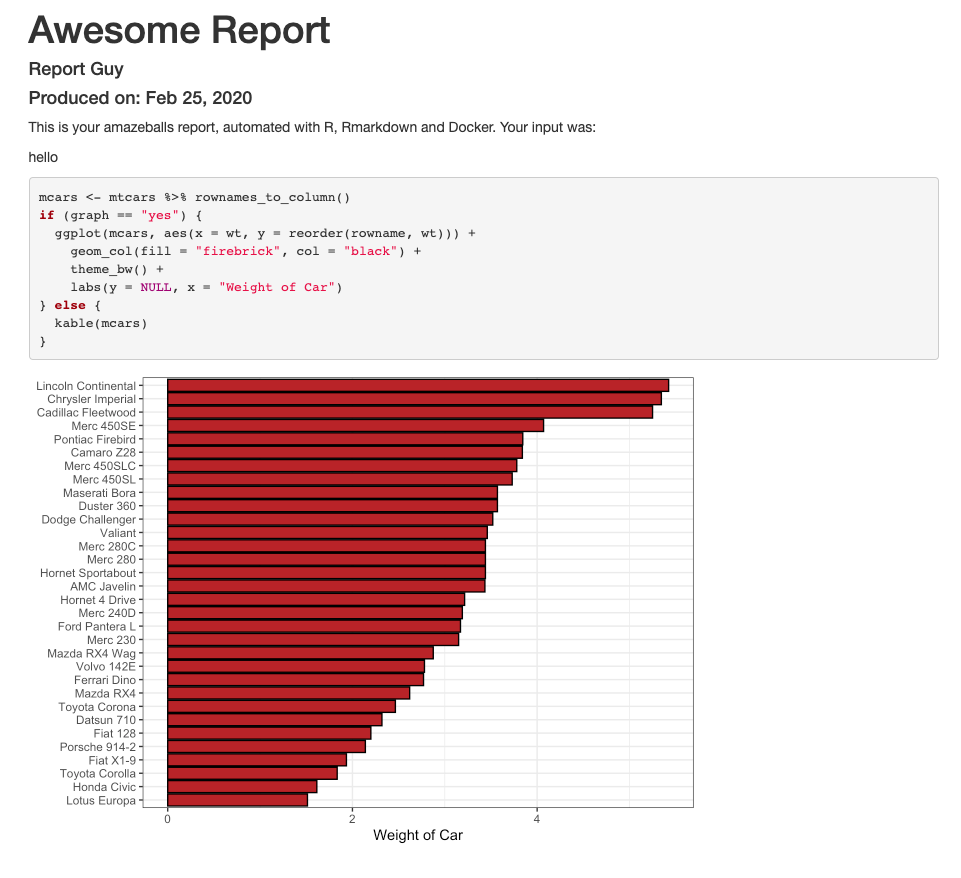 Awesome Report
Report Guy
Produced on: Feb 25, 2020
This is your amazeballs report, automated with R, Rmarkdown and Docker. Your input was:
hello
mcars <- mtcars %>% rownames_to_column()
if (graph == "yes") {
  ggplot(mcars, aes(x = wt, y = reorder(rowname, wt))) +
    geom_col(fill = "firebrick", col = "black") +
    theme_bw() +
    labs(y = NULL, x = "Weight of Car")
} else {
  kable(mcars)
}
Lincoln Continental
Chrysler Imperial
Cadillac Fleetwood
Merc 450SE
Pontiac Firebird
Camaro Z28
Merc 450SLC
Merc 450SL
Maserati Bora
Duster 360
Dodge Challenger
Valiant
Merc 280C
Merc 280
Hornet Sportabout
AMC Javelin
Hornet 4 Drive
Merc 240D
Ford Pantera L
Merc 230
Mazda RX4 Wag
Volvo 142E
Ferrari Dino
Mazda RX4
Toyota Corona
Datsun 710
Fiat 128
Porsche 914-2
Fiat X1-9
Toyota Corolla
Honda Civic
Lotus Europa
0 2 4
Weight of Car